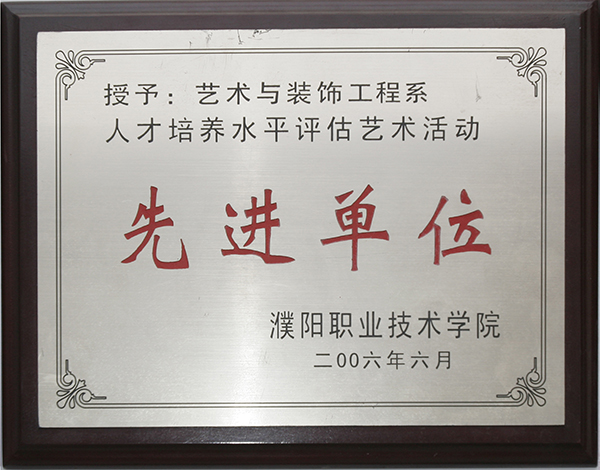 授予：艺术与装饰工程系
人才培养水平评估艺术活动
先进单位
濮阳职业技术学院
二00六年六月